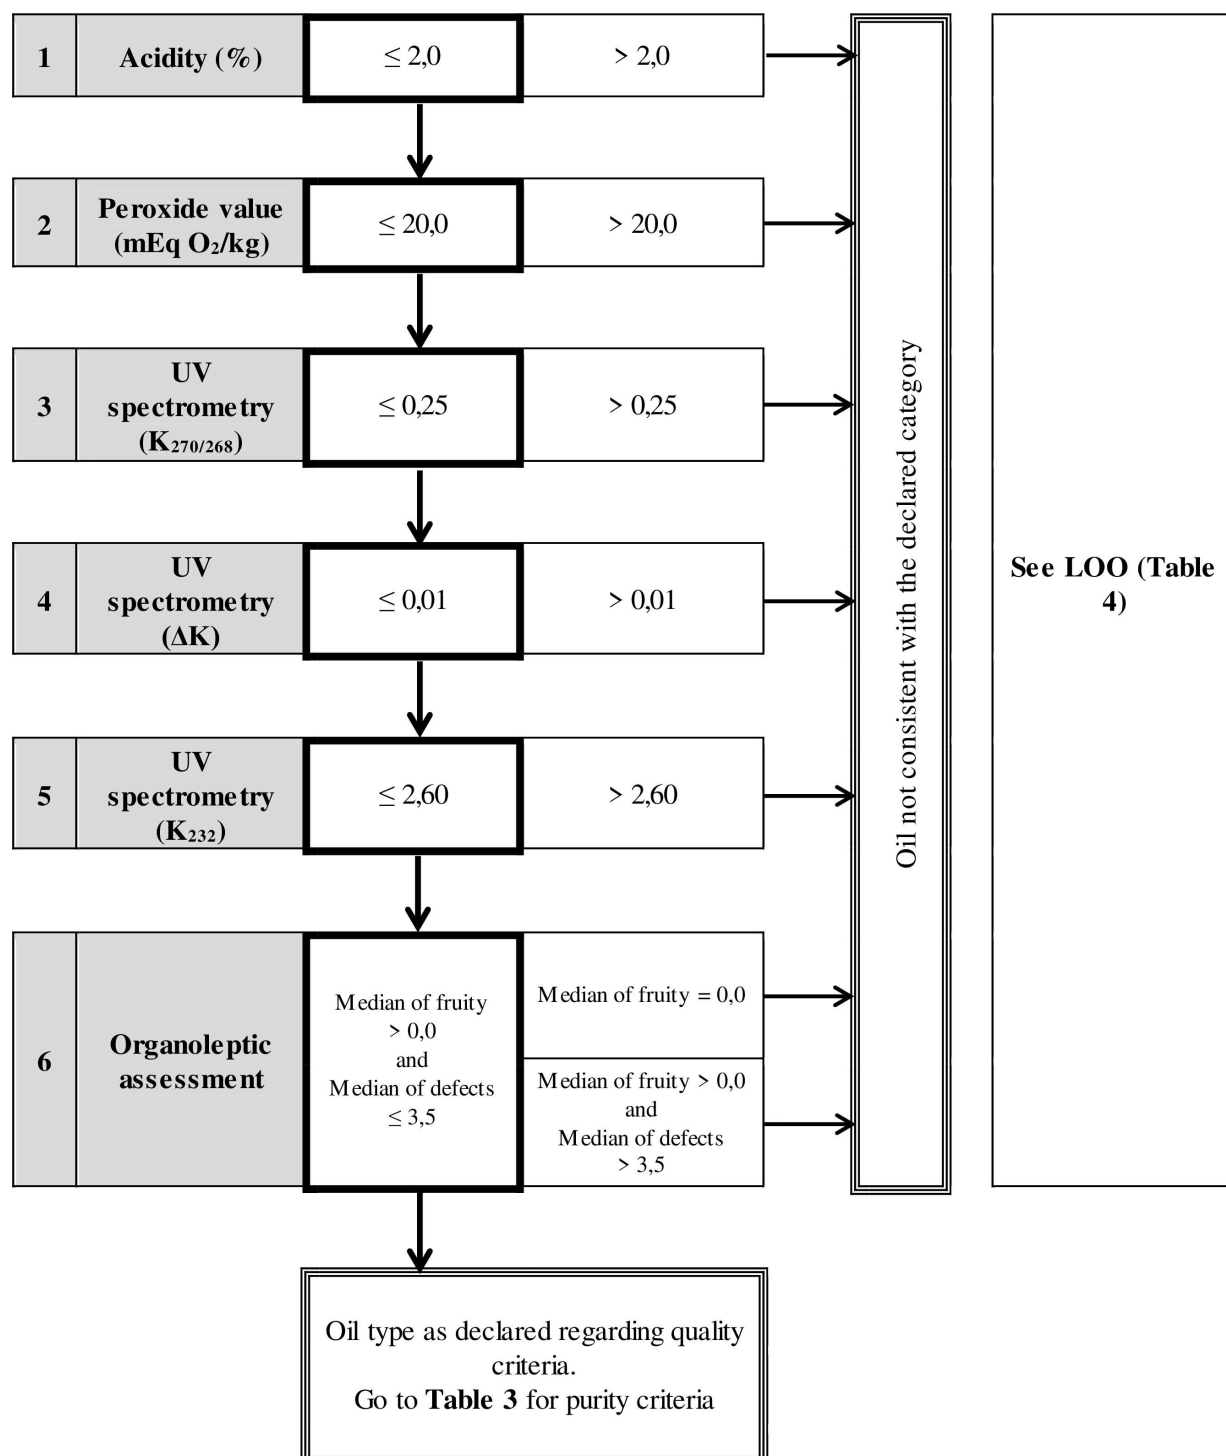 1
Acidity (%)
≤ 2,0
> 2,0
2
Peroxide value
(mEq O₂/kg)
≤ 20,0
> 20,0
3
UV
spectrometry
(K₂₇₀/₂₆₈)
≤ 0,25
> 0,25
4
UV
spectrometry
(ΔK)
≤ 0,01
> 0,01
5
UV
spectrometry
(K₂₃₂)
≤ 2,60
> 2,60
6
Organoleptic
assessment
Median of fruity
> 0,0
and
Median of defects
≤ 3,5
Median of fruity = 0,0
Median of fruity > 0,0
and
Median of defects
> 3,5
Oil not consistent with the declared category
See LOO (Table
4)
Oil type as declared regarding quality
criteria.
Go to Table 3 for purity criteria